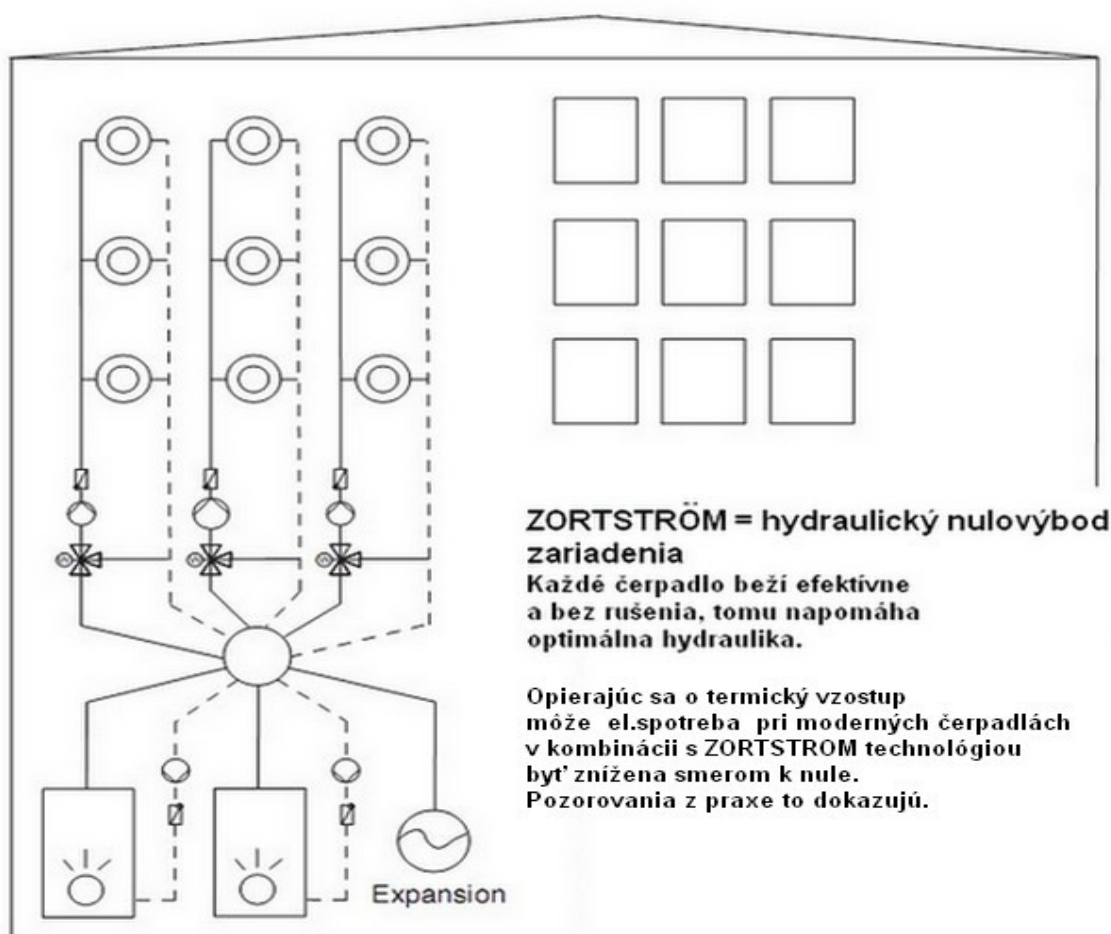 ZORTSTRÖM = hydraulický nulovýbod
zariadenia
Každé čerpadlo beží efektívne
a bez rušenia, tomu napomáha
optimálna hydraulika.
Opierajúc sa o termický vzostup
môže el.spotreba pri moderných čerpadlách
v kombinácii s ZORTSTROM technológiou
byť znížena smerom k nule.
Pozorovania z praxe to dokazujú.
Expansion